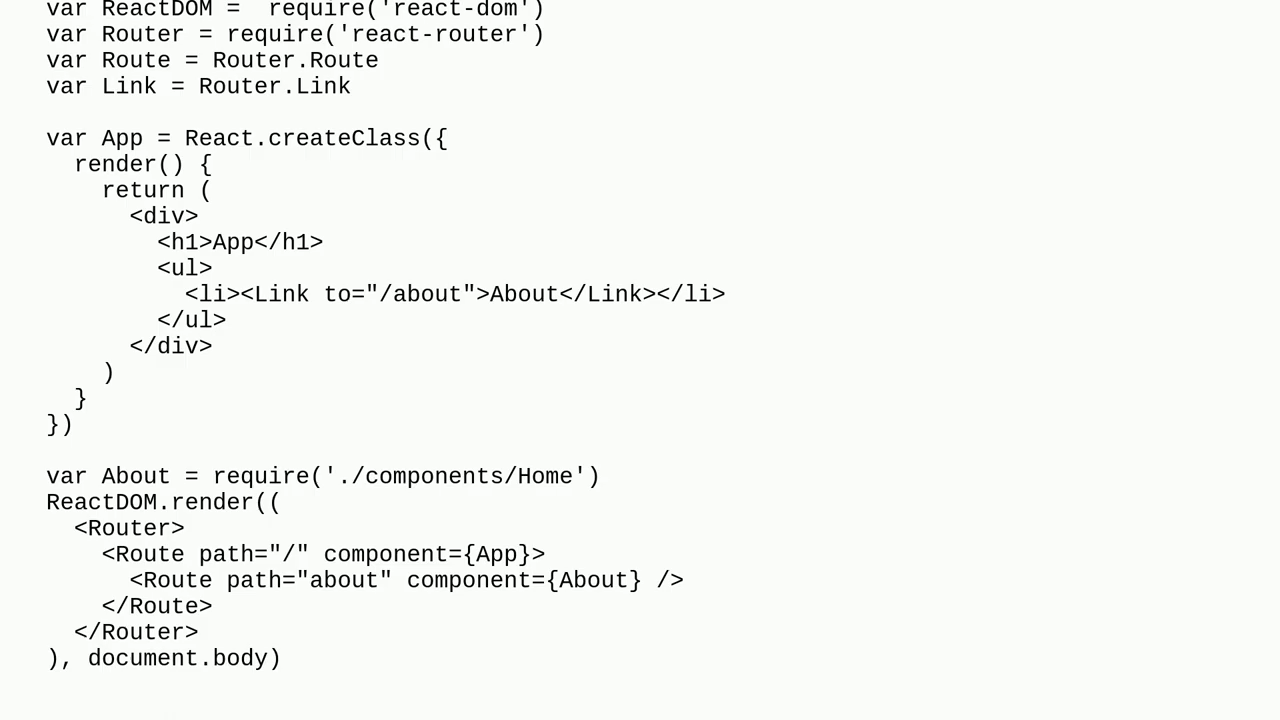 var ReactDOM =  require('react-dom')
var Router = require('react-router')
var Route = Router.Route
var Link = Router.Link

var App = React.createClass({
  render() {
    return (
      <div>
        <h1>App</h1>
        <ul>
          <li><Link to="/about">About</Link></li>
        </ul>
      </div>
    )
  }
})

var About = require('./components/Home')
ReactDOM.render((
  <Router>
    <Route path="/" component={App}>
      <Route path="about" component={About} />
    </Route>
  </Router>
), document.body)